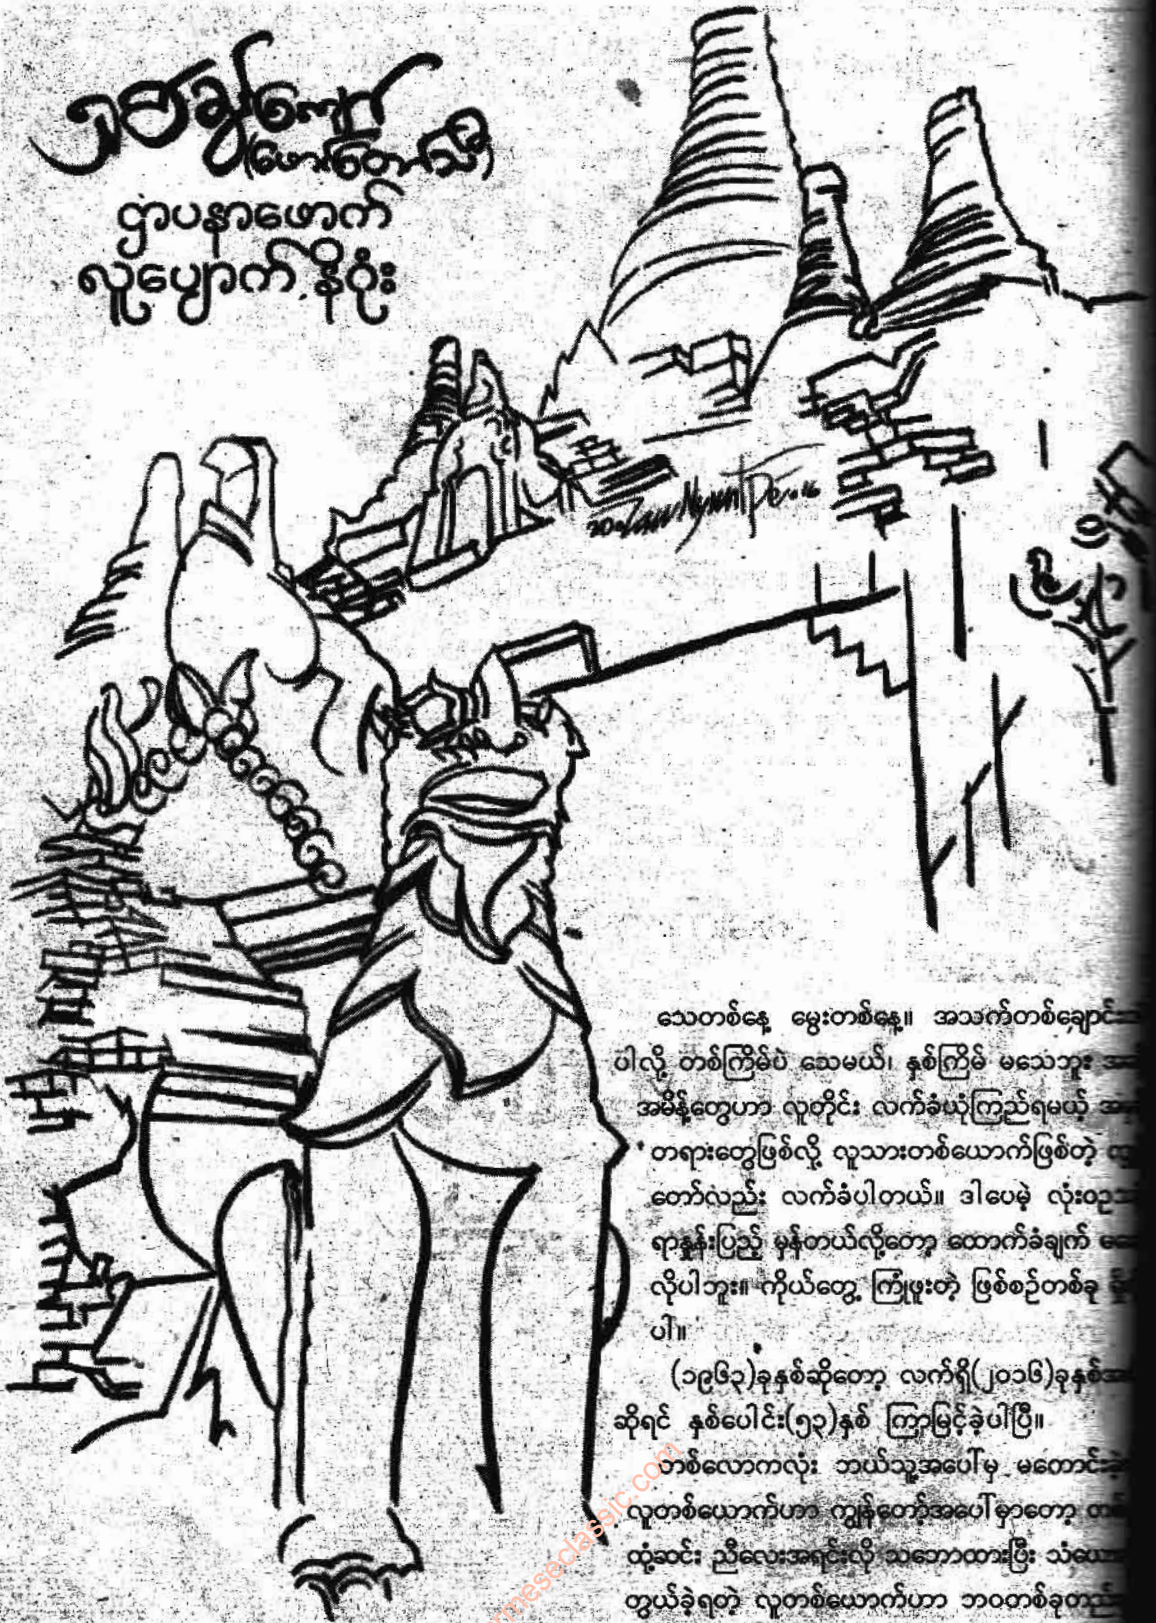 (ဖော်တော်သီ)
ဌာပနာဖောက်
လူပျောက် နိဂုံး
သေတစ်နေ့ မွေးတစ်နေ့။ အသက်တစ်ချောင်း
ပါလို့ တစ်ကြိမ်ပဲ သေမယ်၊ နှစ်ကြိမ် မသေဘူး
အမိန့်တွေဟာ လူတိုင်း လက်ခံယုံကြည်ရမယ့်
တရားတွေဖြစ်လို့ လူသားတစ်ယောက်ဖြစ်တဲ့
တော်လည်း လက်ခံပါတယ်။ ဒါပေမဲ့ လုံးဝဥ
ရာနှုန်းပြည့် မှန်တယ်လို့တော့ ထောက်ခံချက်
လိုပါဘူး။ ကိုယ်တွေ့ ကြုံဖူးတဲ့ ဖြစ်စဉ်တစ်ခု
ပါ။
(၁၉၆၃)ခုနှစ်ဆိုတော့ လက်ရှိ(၂၀၁၆)ခုနှစ်
ဆိုရင် နှစ်ပေါင်း(၅၃)နှစ် ကြာမြင့်ခဲ့ပါပြီ။
တစ်လောကလုံး ဘယ်သူ့အပေါ်မှ မကောင်းခဲ့
လူတစ်ယောက်ဟာ ကျွန်တော့်အပေါ်မှာတော့
ထုံ့ဆင်း ညီလေးအရင်းလို သဘောထားပြီး သံယော
တွယ်ခဲ့ရတဲ့ လူတစ်ယောက်ဟာ ဘဝတစ်ခုတည်း